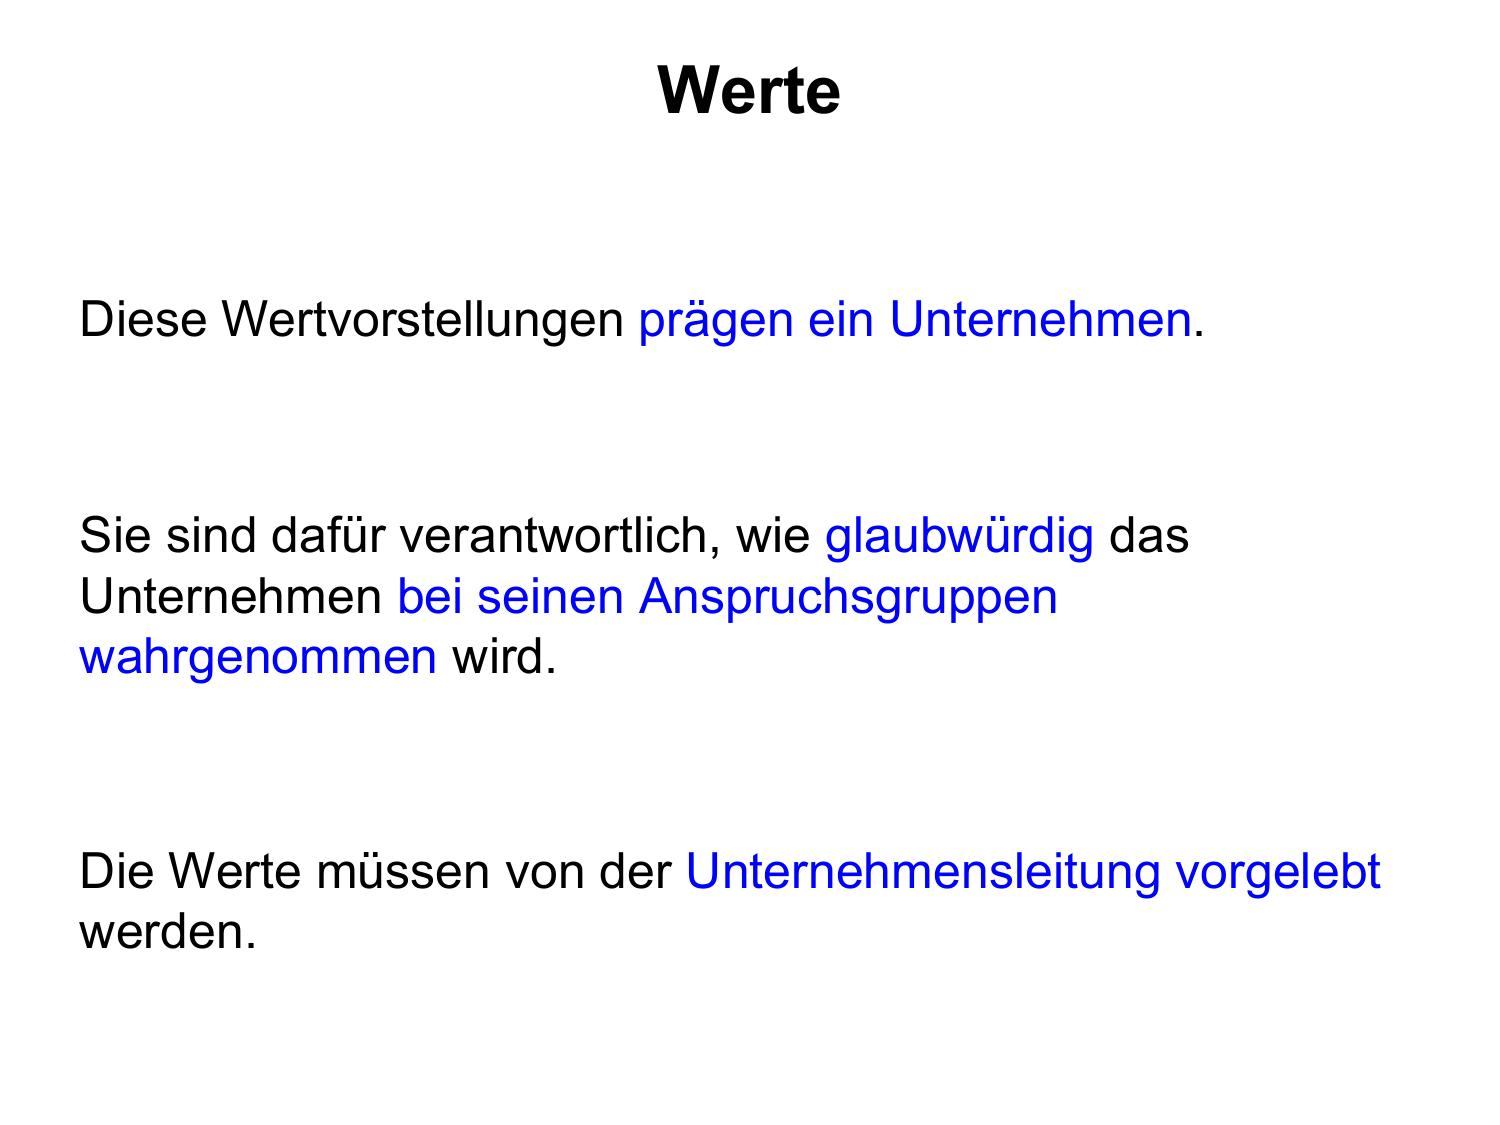 Werte
Diese Wertvorstellungen prägen ein Unternehmen.
Sie sind dafür verantwortlich, wie glaubwürdig das
Unternehmen bei seinen Anspruchsgruppen
wahrgenommen wird.
Die Werte müssen von der Unternehmensleitung vorgelebt
werden.